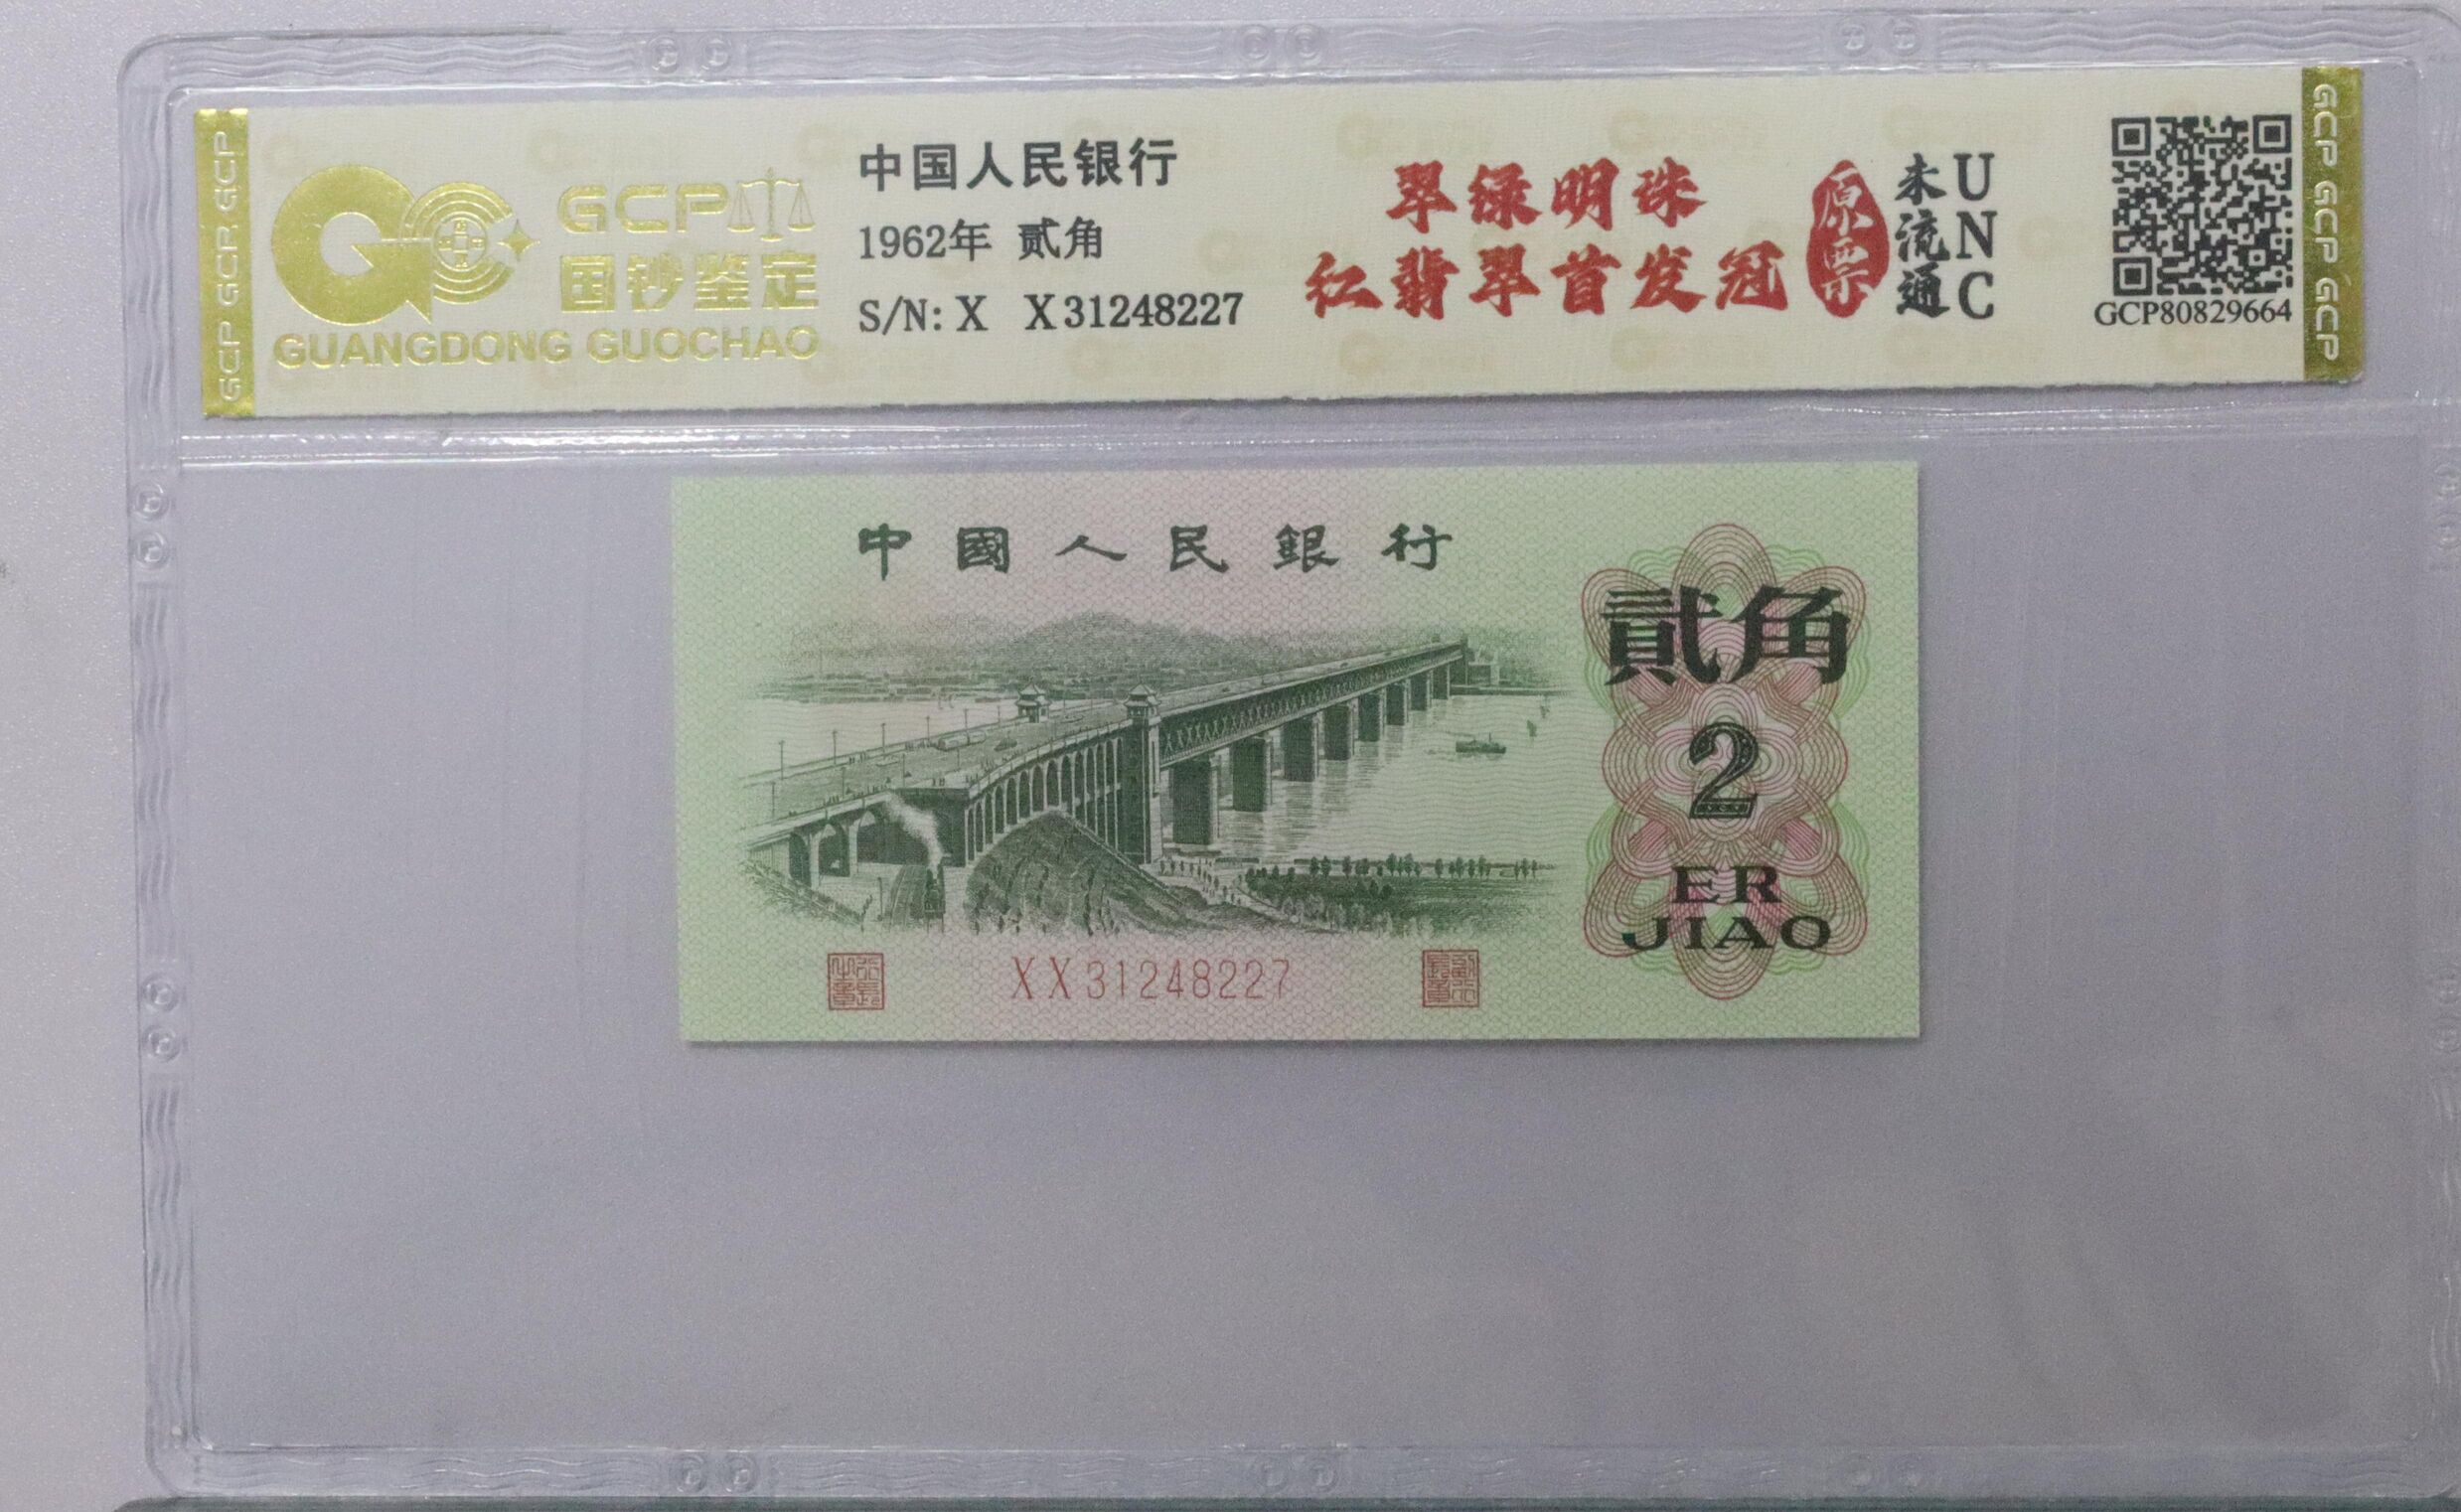 GCP GCP GCP
GCP
国钞鉴定
GUANGDONG GUOCHAO
中国人民银行
1962年 贰角
S/N: X X31248227
翠绿明珠
红翡翠首发冠
原票
未流通
UNC
GCP80829664
GCP GCP GCP
中國人民銀行
貳角
2
ER
JIAO
XX31248227